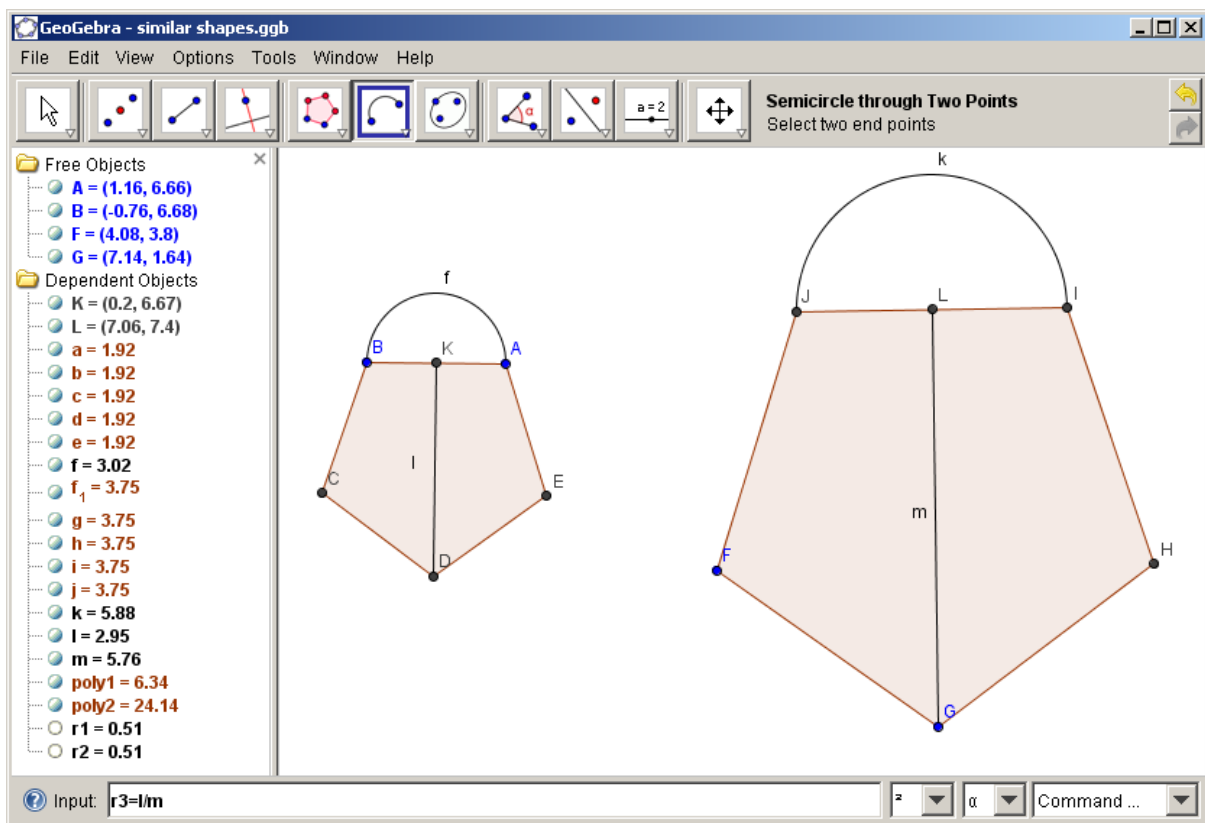 GeoGebra - similar shapes.ggb
File Edit View Options Tools Window Help
α
a = 2
Semicircle through Two Points
Select two end points
Free Objects
A = (1.16, 6.66)
B = (-0.76, 6.68)
F = (4.08, 3.8)
G = (7.14, 1.64)
Dependent Objects
K = (0.2, 6.67)
L = (7.06, 7.4)
a = 1.92
b = 1.92
c = 1.92
d = 1.92
e = 1.92
f = 3.02
f1 = 3.75
g = 3.75
h = 3.75
i = 3.75
j = 3.75
k = 5.88
l = 2.95
m = 5.76
poly1 = 6.34
poly2 = 24.14
r1 = 0.51
r2 = 0.51
k
f
J L I
B K A
l
C E
m
D
F H
G
Input: r3=l/m ² α Command ...